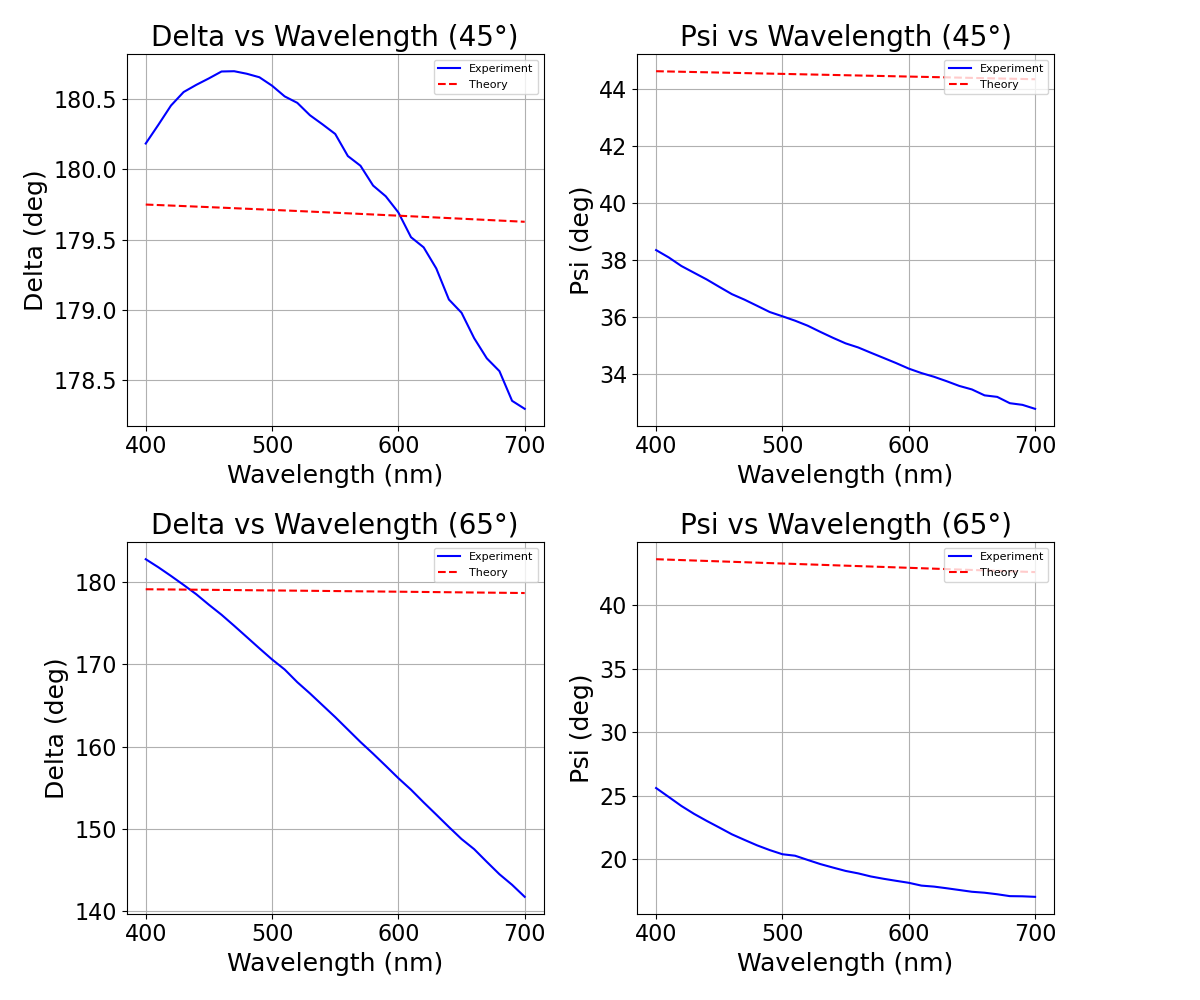 Delta vs Wavelength (45°)
Experiment
Theory
180.5
180.0
179.5
179.0
178.5
Delta (deg)
400 500 600 700
Wavelength (nm)
Psi vs Wavelength (45°)
Experiment
Theory
44
42
40
38
36
34
Psi (deg)
400 500 600 700
Wavelength (nm)
Delta vs Wavelength (65°)
Experiment
Theory
180
170
160
150
140
Delta (deg)
400 500 600 700
Wavelength (nm)
Psi vs Wavelength (65°)
Experiment
Theory
40
35
30
25
20
Psi (deg)
400 500 600 700
Wavelength (nm)